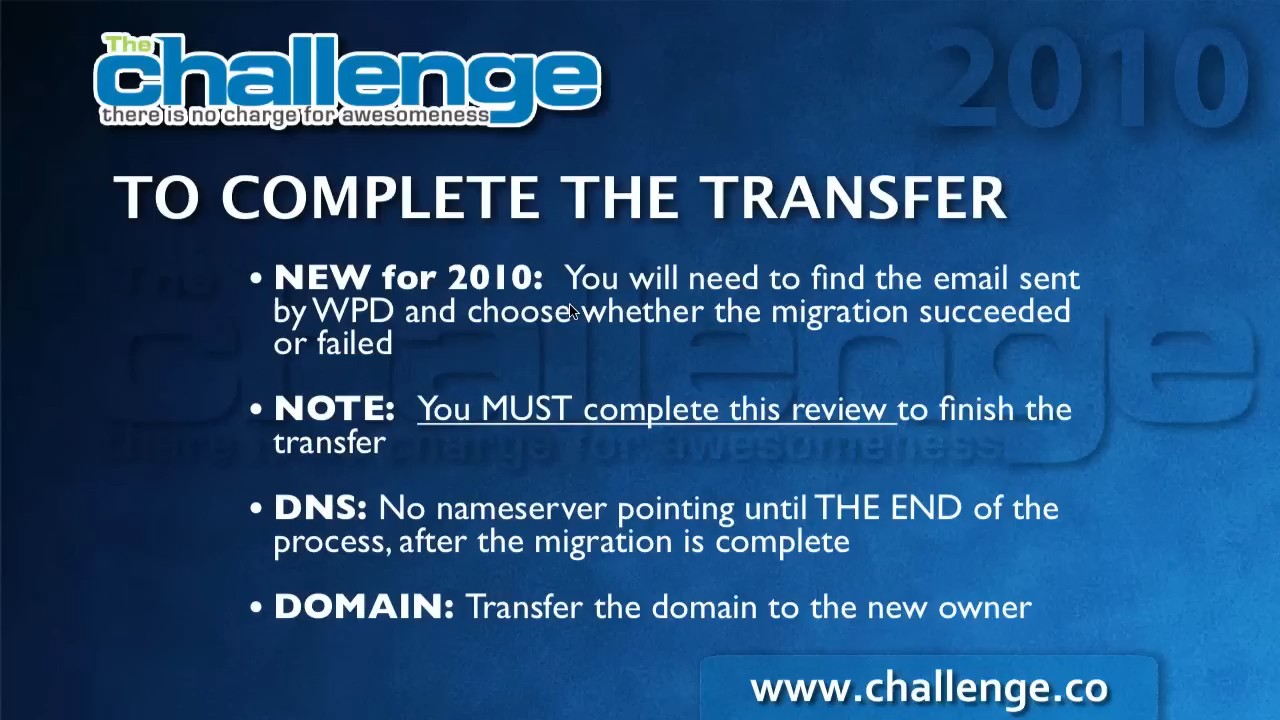 The
challenge
there is no charge for awesomeness
2010
TO COMPLETE THE TRANSFER
• NEW for 2010: You will need to find the email sent
by WPD and choose whether the migration succeeded
or failed
• NOTE: You MUST complete this review to finish the
transfer
• DNS: No nameserver pointing until THE END of the
process, after the migration is complete
• DOMAIN: Transfer the domain to the new owner
www.challenge.co